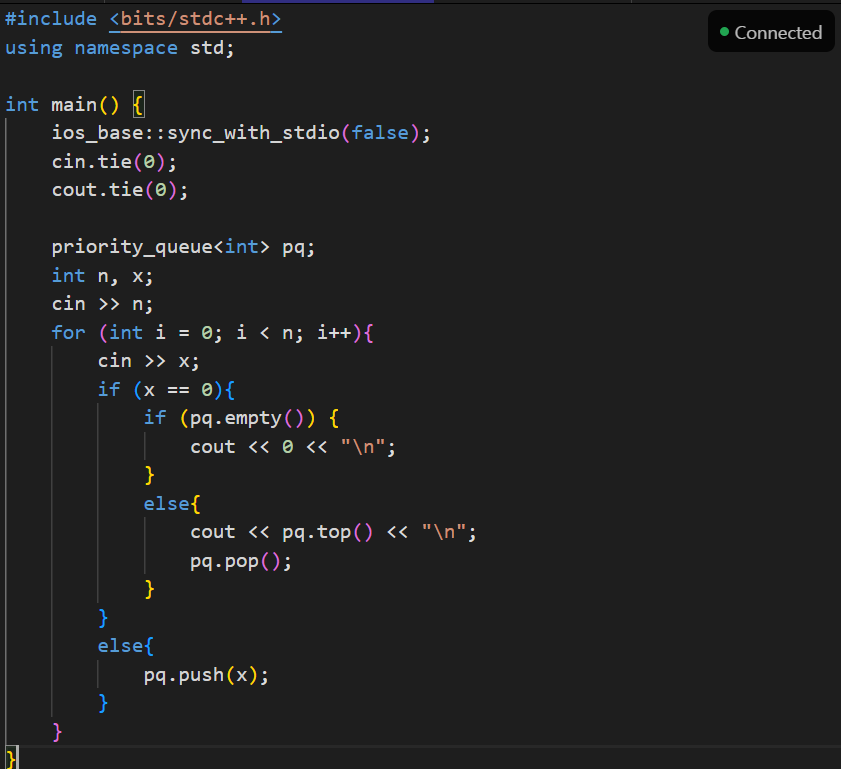 #include <bits/stdc++.h>
Connected
using namespace std;

int main() {
    ios_base::sync_with_stdio(false);
    cin.tie(0);
    cout.tie(0);

    priority_queue<int> pq;
    int n, x;
    cin >> n;
    for (int i = 0; i < n; i++){
        cin >> x;
        if (x == 0){
            if (pq.empty()) {
                cout << 0 << "\n";
            }
            else{
                cout << pq.top() << "\n";
                pq.pop();
            }
        }
        else{
            pq.push(x);
        }
    }
}